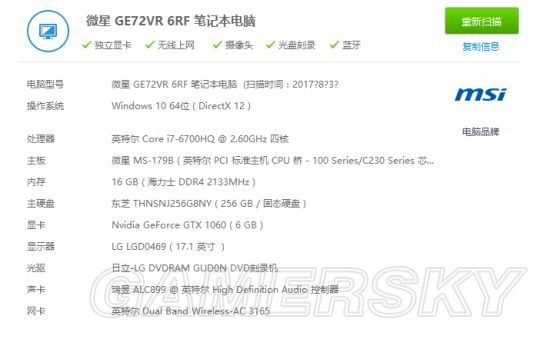 微星 GE72VR 6RF 笔记本电脑
重新扫描
独立显卡 无线上网 摄像头 光盘刻录 蓝牙
复制信息
电脑型号 微星 GE72VR 6RF 笔记本电脑 (扫描时间：2017?8?3?
操作系统 Windows 10 64位 ( DirectX 12 )
msi
电脑品牌
处理器 英特尔 Core i7-6700HQ @ 2.60GHz 四核
主板 微星 MS-179B ( 英特尔 PCI 标准主机 CPU 桥 - 100 Series/C230 Series 芯...
内存 16 GB ( 海力士 DDR4 2133MHz )
主硬盘 东芝 THNSNJ256G8NY ( 256 GB / 固态硬盘 )
显卡 Nvidia GeForce GTX 1060 ( 6 GB )
显示器 LG LGD0469 ( 17.1 英寸 )
光驱 日立-LG DVDRAM GUD0N DVD刻录机
声卡 瑞昱 ALC899 @ 英特尔 High Definition Audio 控制器
网卡 英特尔 Dual Band Wireless-AC 3165
GAMERSKY